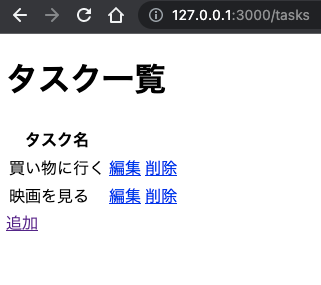 127.0.0.1:3000/tasks
タスク一覧
タスク名
買い物に行く 編集 削除
映画を見る 編集 削除
追加